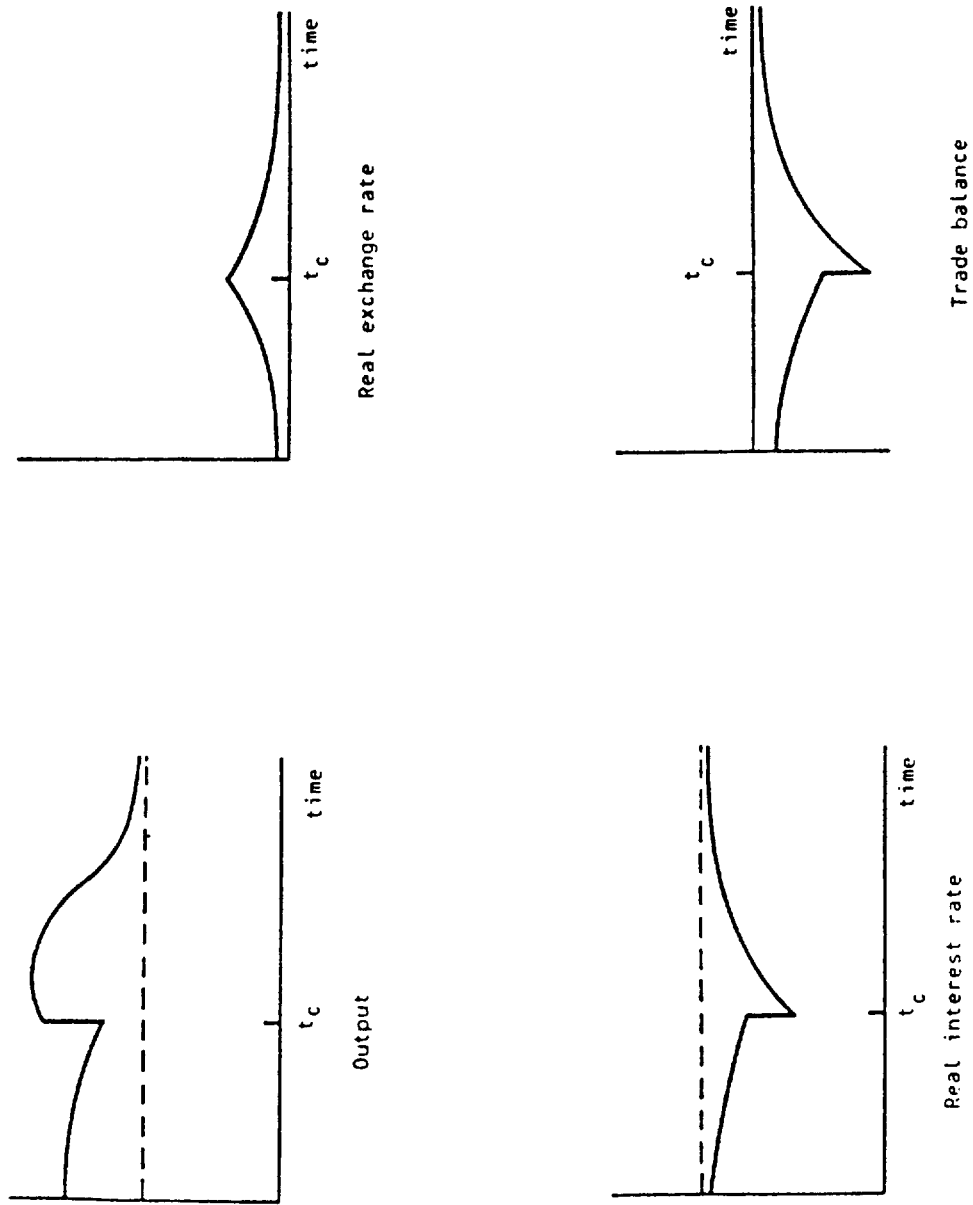 t_c
time
Output
t_c
time
Real exchange rate
t_c
time
Real interest rate
t_c
time
Trade balance